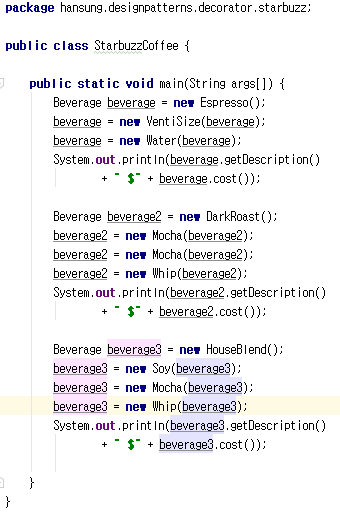 package hansung.designpatterns.decorator.starbuzz;
public class StarbuzzCoffee {
public static void main(String args[]) {
Beverage beverage = new Espresso();
beverage = new VentiSize(beverage);
beverage = new Water(beverage);
System.out.println(beverage.getDescription()
+ " $" + beverage.cost());
Beverage beverage2 = new DarkRoast();
beverage2 = new Mocha(beverage2);
beverage2 = new Mocha(beverage2);
beverage2 = new Whip(beverage2);
System.out.println(beverage2.getDescription()
+ " $" + beverage2.cost());
Beverage beverage3 = new HouseBlend();
beverage3 = new Soy(beverage3);
beverage3 = new Mocha(beverage3);
beverage3 = new Whip(beverage3);
System.out.println(beverage3.getDescription()
+ " $" + beverage3.cost());
}
}